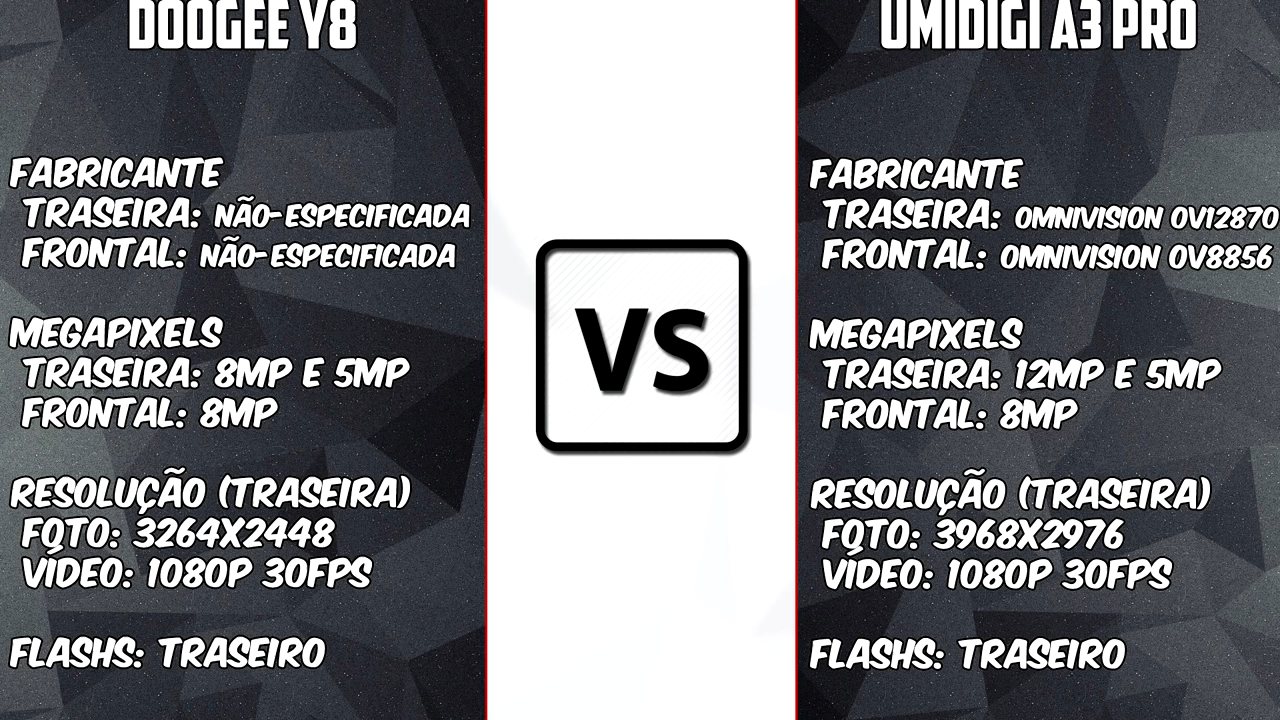 DOOGEE Y8
FABRICANTE
TRASEIRA: NÃO-ESPECIFICADA
FRONTAL: NÃO-ESPECIFICADA
MEGAPIXELS
TRASEIRA: 8MP E 5MP
FRONTAL: 8MP
RESOLUÇÃO (TRASEIRA)
FOTO: 3264X2448
VÍDEO: 1080P 30FPS
FLASHS: TRASEIRO
VS
UMIDIGI A3 PRO
FABRICANTE
TRASEIRA: OMNIVISION OV12870
FRONTAL: OMNIVISION OV8856
MEGAPIXELS
TRASEIRA: 12MP E 5MP
FRONTAL: 8MP
RESOLUÇÃO (TRASEIRA)
FOTO: 3968X2976
VÍDEO: 1080P 30FPS
FLASHS: TRASEIRO